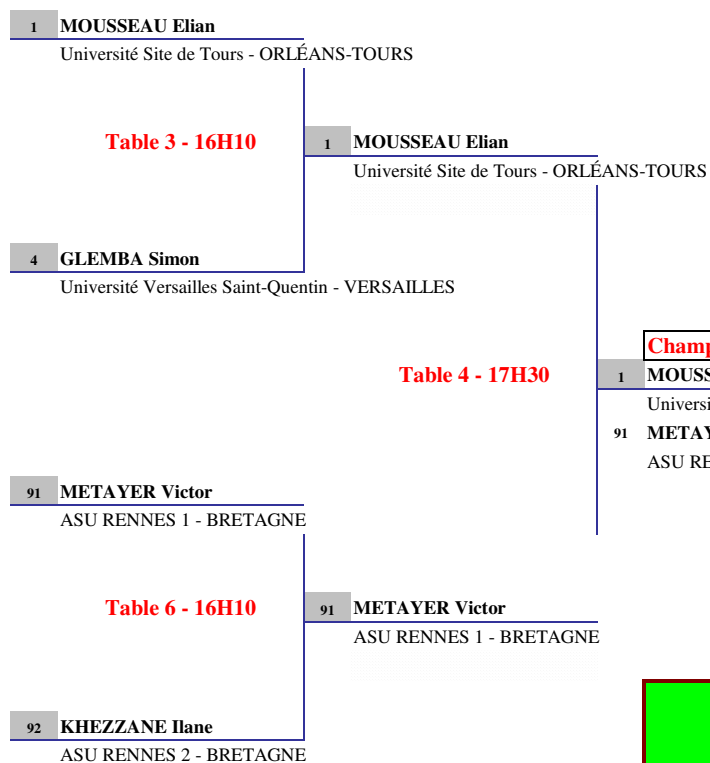 1 MOUSSEAU Elian
Université Site de Tours - ORLÉANS-TOURS
Table 3 - 16H10
1 MOUSSEAU Elian
Université Site de Tours - ORLÉANS-TOURS
4 GLEMBA Simon
Université Versailles Saint-Quentin - VERSAILLES
Table 4 - 17H30
1
91
91 METAYER Victor
ASU RENNES 1 - BRETAGNE
Table 6 - 16H10
91 METAYER Victor
ASU RENNES 1 - BRETAGNE
92 KHEZZANE Ilane
ASU RENNES 2 - BRETAGNE